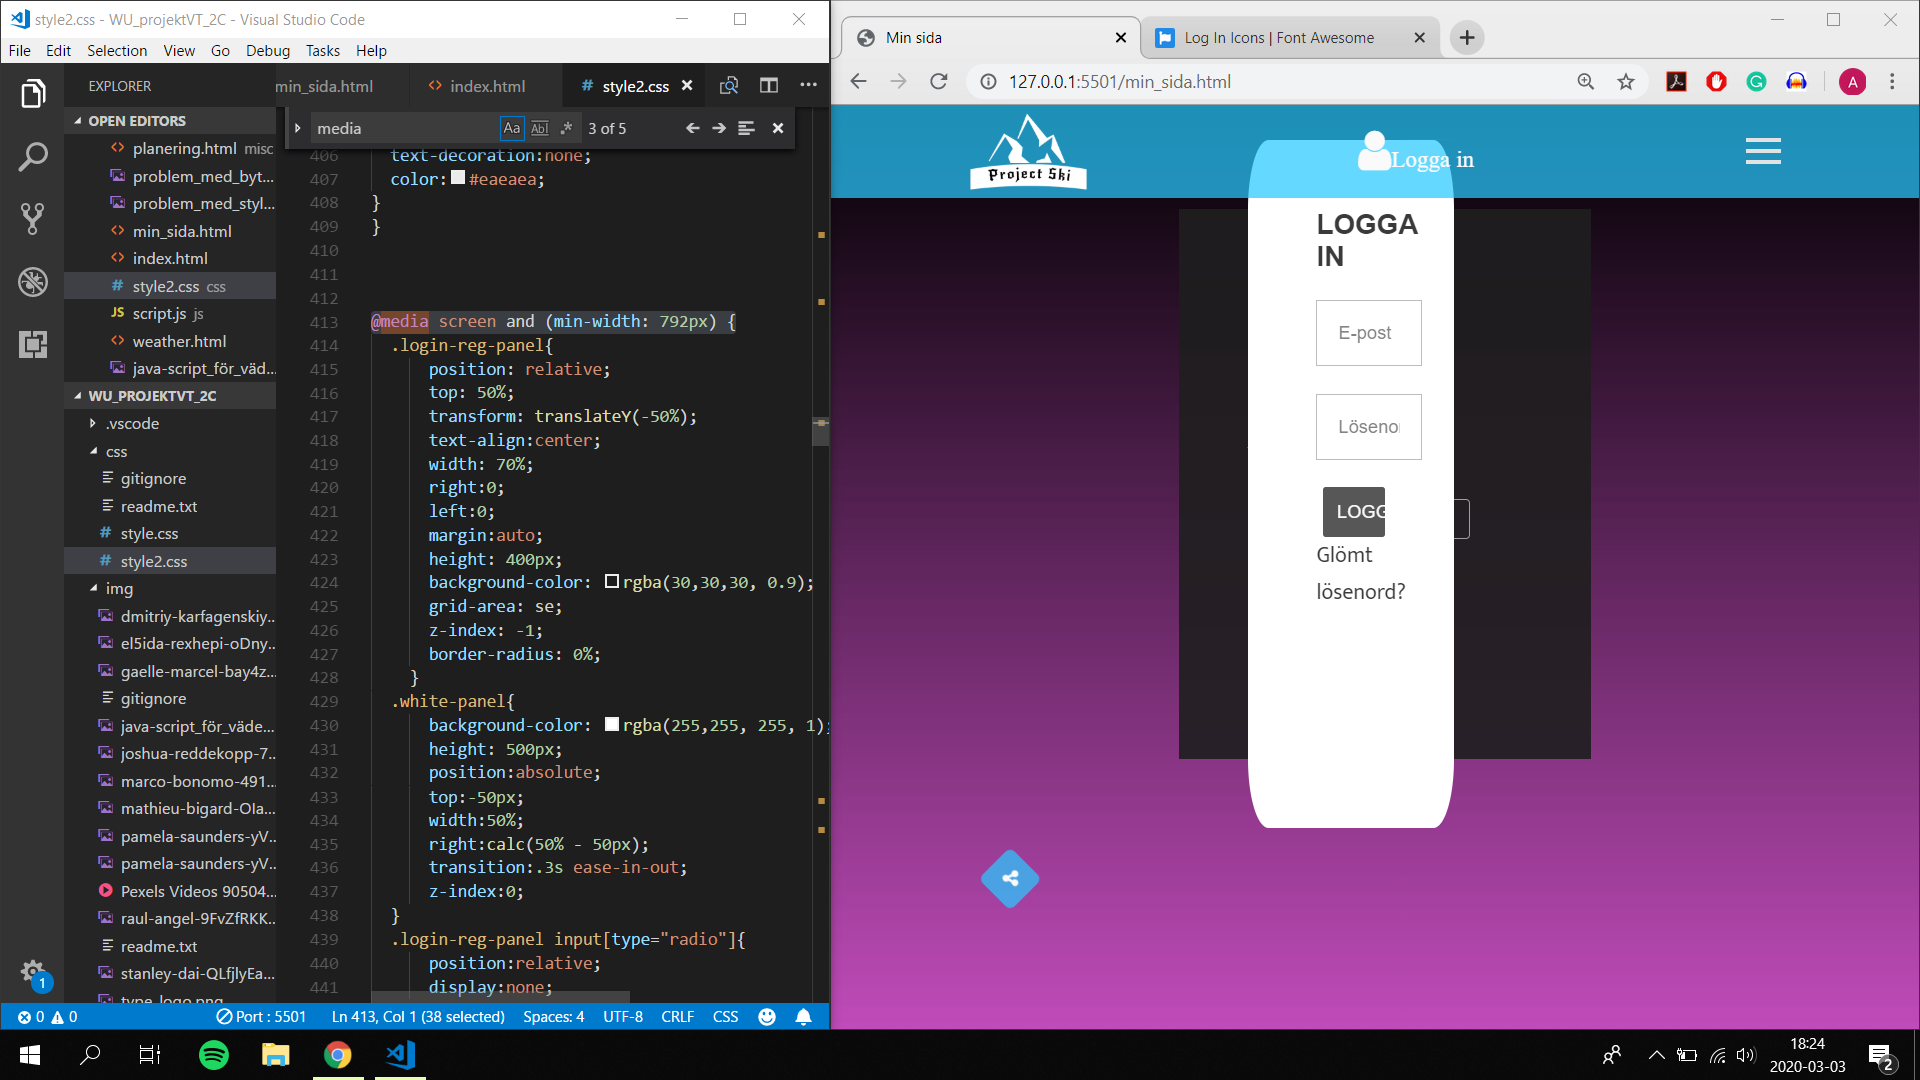 style2.css - WU_projektVT_2C - Visual Studio Code
File Edit Selection View Go Debug Tasks Help
EXPLORER
OPEN EDITORS
planering.html misc
problem_med_byt...
problem_med_styl...
min_sida.html
index.html
style2.css css
script.js js
weather.html
java-script_för_väd...
WU_PROJEKTVT_2C
.vscode
css
gitignore
readme.txt
style.css
style2.css
img
dmitriy-karfagenskiy...
el5ida-rexhepi-oDny...
gaelle-marcel-bay4z...
gitignore
java-script_för_väde...
joshua-reddekopp-7...
marco-bonomo-491...
mathieu-bigard-OIa...
pamela-saunders-yV...
pamela-saunders-yV...
Pexels Videos 90504...
raul-angel-9FvZfRKK...
readme.txt
stanley-dai-QLfjlyEa...
type_logo.png
1
min_sida.html index.html style2.css
media Aa Abl .* 3 of 5
406 text-decoration:none;
407 color: #eaeaea;
408 }
409 }
410
411
412
413 @media screen and (min-width: 792px) {
414 .login-reg-panel{
415 position: relative;
416 top: 50%;
417 transform: translateY(-50%);
418 text-align:center;
419 width: 70%;
420 right:0;
421 left:0;
422 margin:auto;
423 height: 400px;
424 background-color: rgba(30,30,30, 0.9);
425 grid-area: se;
426 z-index: -1;
427 border-radius: 0%;
428 }
429 .white-panel{
430 background-color: rgba(255,255, 255, 1);
431 height: 500px;
432 position:absolute;
433 top:-50px;
434 width:50%;
435 right:calc(50% - 50px);
436 transition:.3s ease-in-out;
437 z-index:0;
438 }
439 .login-reg-panel input[type="radio"]{
440 position:relative;
441 display:none;
0 0 Port : 5501 Ln 413, Col 1 (38 selected) Spaces: 4 UTF-8 CRLF CSS
Min sida
Log In Icons | Font Awesome
127.0.0.1:5501/min_sida.html
A
Project Ski
Logga in
LOGGA
IN
E-post
Löseno
LOGG
Glömt
lösenord?
18:24
2020-03-03
2